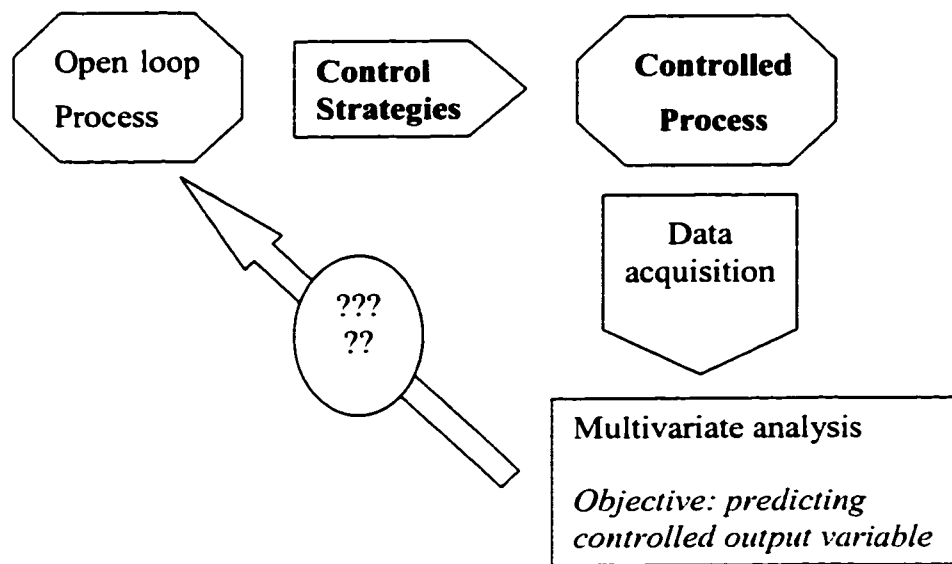 Open loop
Process
Control
Strategies
Controlled
Process
Data
acquisition
???
??
Multivariate analysis
Objective: predicting
controlled output variable